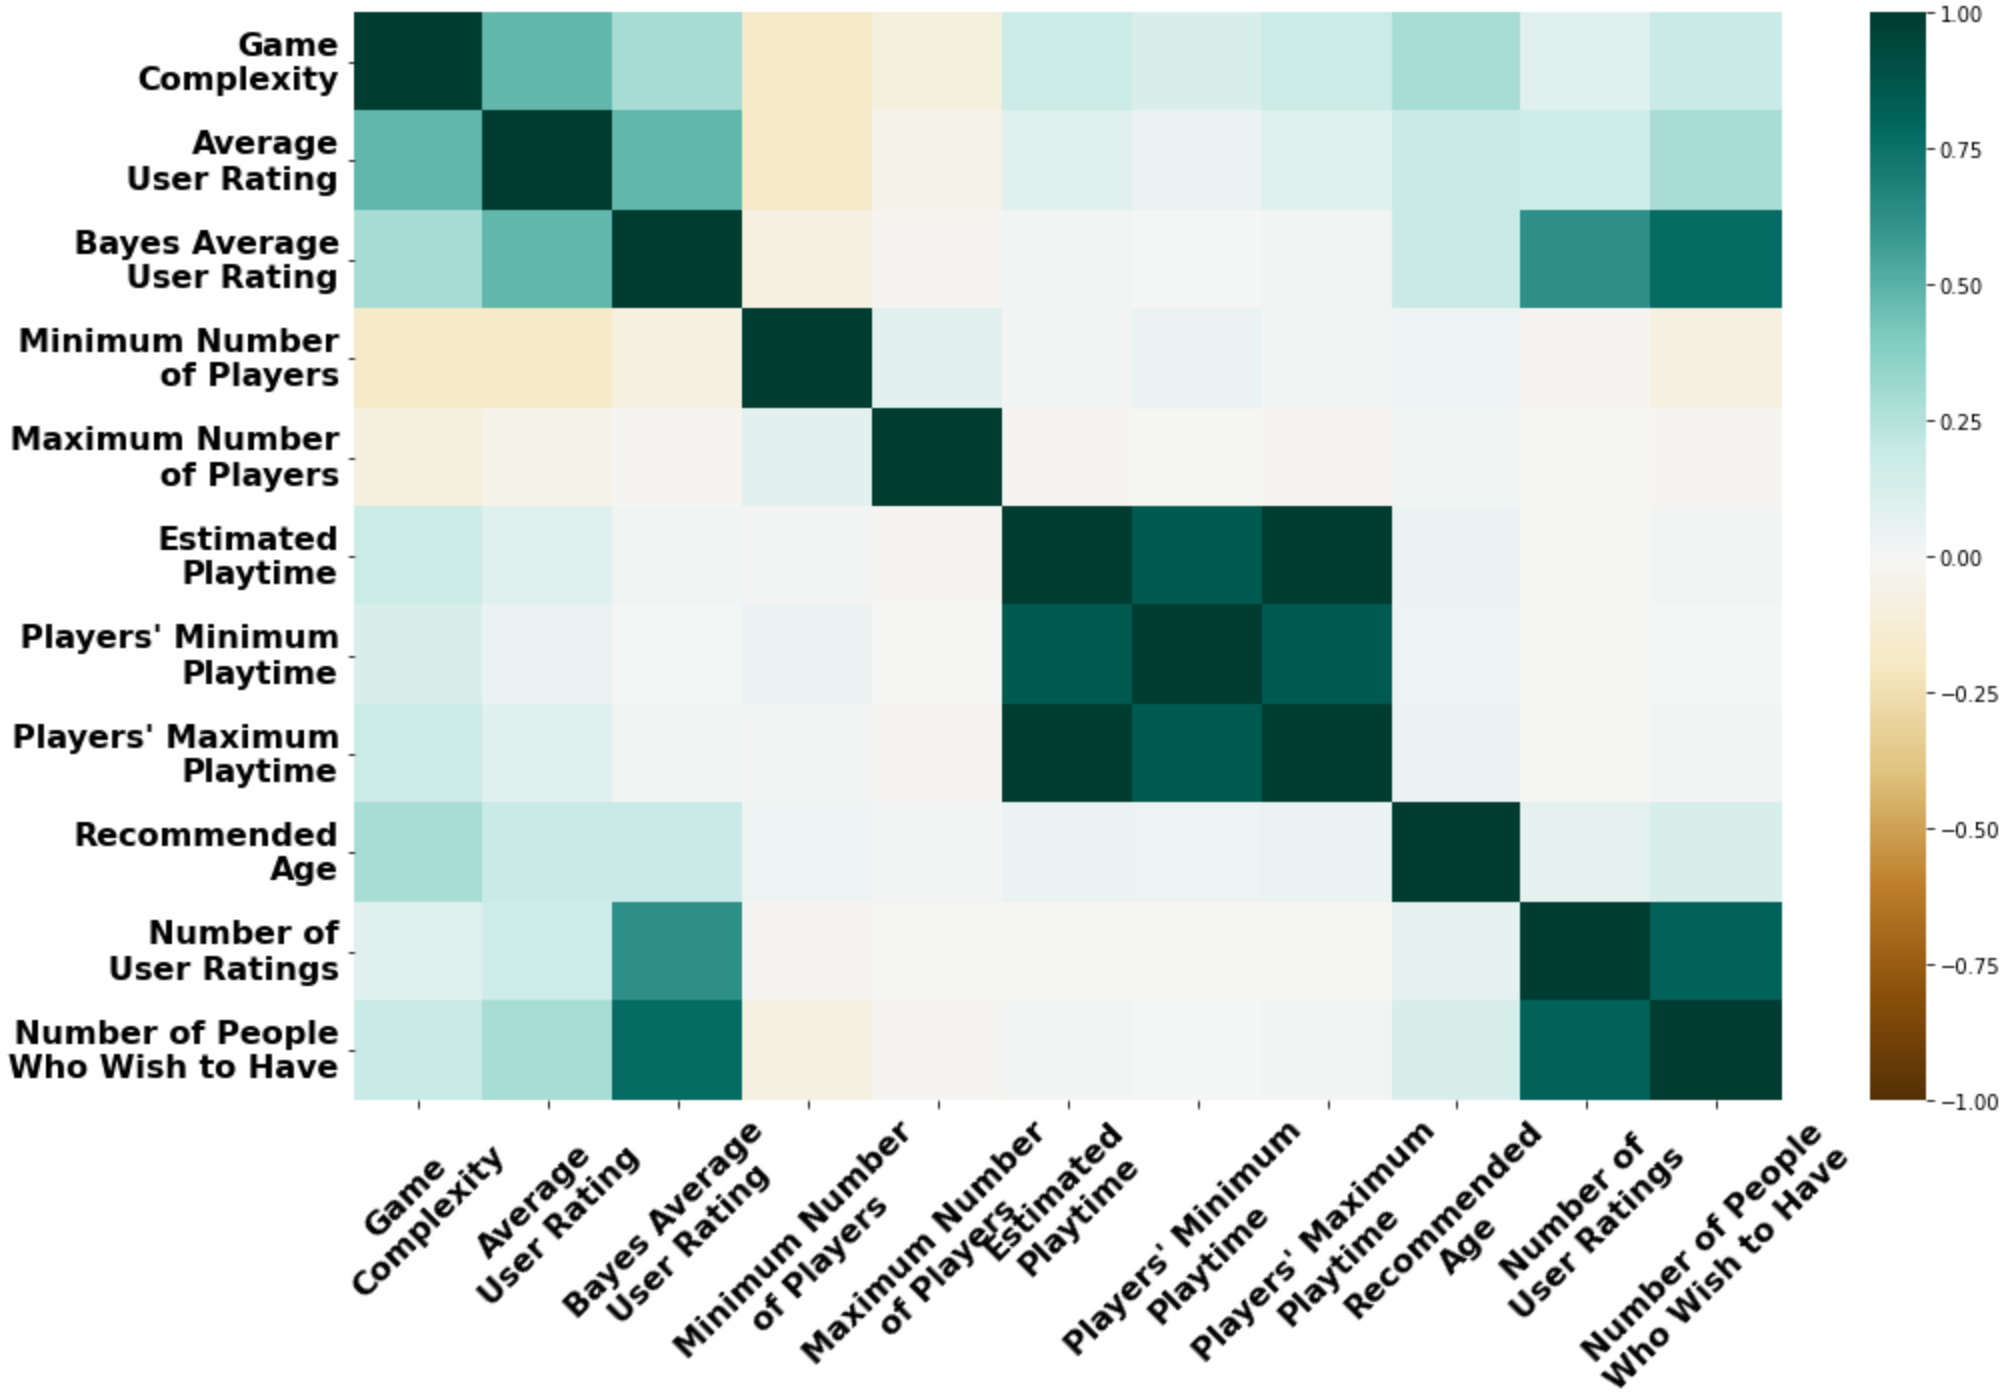 Game
Complexity
Average
User Rating
Bayes Average
User Rating
Minimum Number
of Players
Maximum Number
of Players
Estimated
Playtime
Players' Minimum
Playtime
Players' Maximum
Playtime
Recommended
Age
Number of
User Ratings
Number of People
Who Wish to Have
Game
Complexity
Average
User Rating
Bayes Average
User Rating
Minimum Number
of Players
Maximum Number
of Players
Estimated
Playtime
Players' Minimum
Playtime
Players' Maximum
Playtime
Recommended
Age
Number of
User Ratings
Number of People
Who Wish to Have
1.00
0.75
0.50
0.25
0.00
−0.25
−0.50
−0.75
−1.00